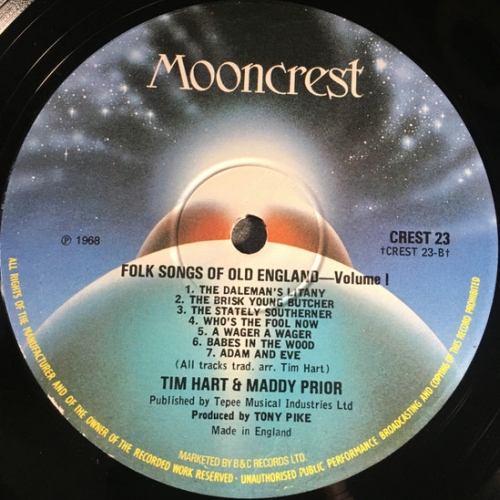 Mooncrest
℗ 1968
CREST 23
†CREST 23-B†
FOLK SONGS OF OLD ENGLAND—Volume I
1. THE DALEMAN'S LITANY
2. THE BRISK YOUNG BUTCHER
3. THE STATELY SOUTHERNER
4. WHO'S THE FOOL NOW
5. A WAGER A WAGER
6. BABES IN THE WOOD
7. ADAM AND EVE
(All tracks trad. arr. Tim Hart)
TIM HART & MADDY PRIOR
Published by Tepee Musical Industries Ltd
Produced by TONY PIKE
Made in England
MARKETED BY B&C RECORDS LTD.
ALL RIGHTS OF THE MANUFACTURER AND OF THE OWNER OF THE RECORDED WORK RESERVED · UNAUTHORISED PUBLIC PERFORMANCE BROADCASTING AND COPYING OF THIS RECORD PROHIBITED